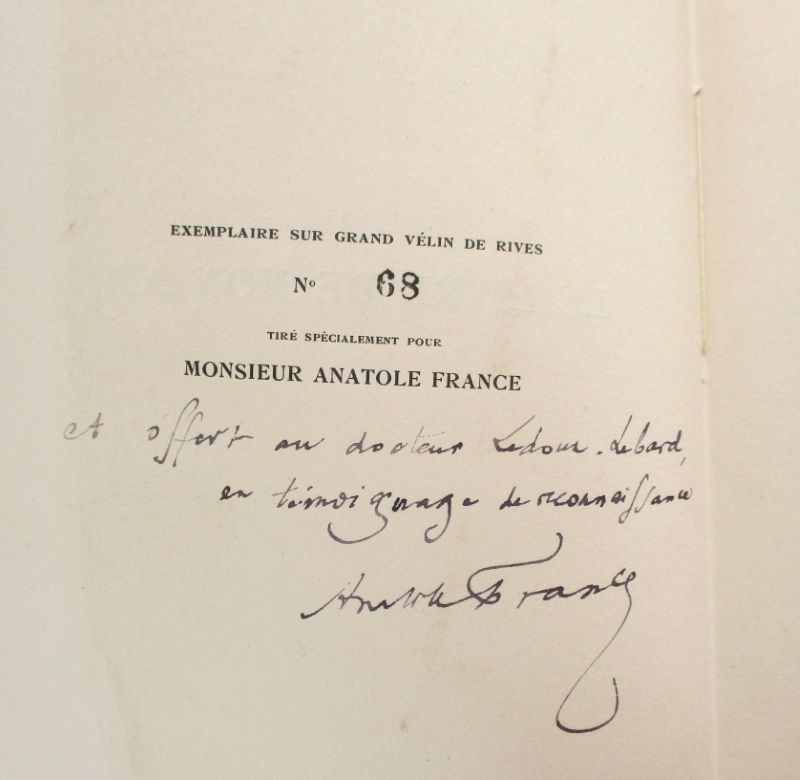 EXEMPLAIRE SUR GRAND VÉLIN DE RIVES
Nº 68
TIRÉ SPÉCIALEMENT POUR
MONSIEUR ANATOLE FRANCE
et offert au docteur Ledoux-Lebard,
en témoignage de reconnaissance
Anatole France